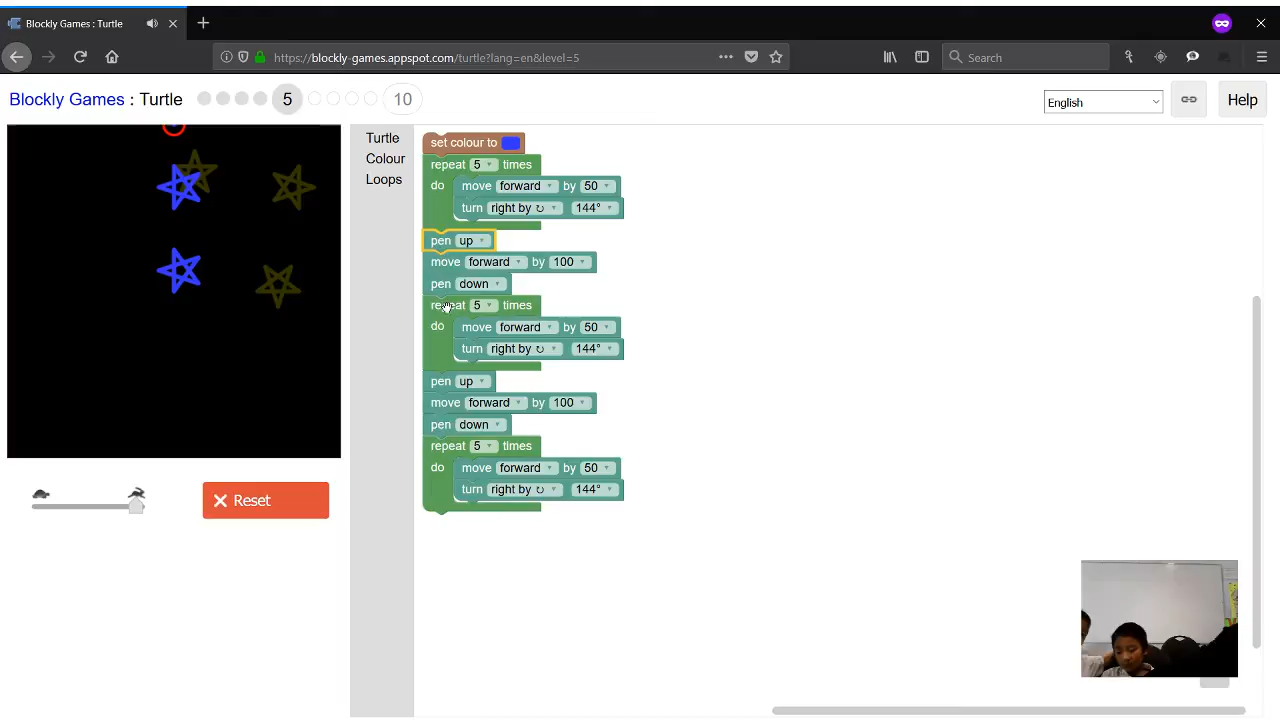 Blockly Games : Turtle
https://blockly-games.appspot.com/turtle?lang=en&level=5
Search
Blockly Games : Turtle
5
10
English
Help
Turtle
Colour
Loops
set colour to
repeat 5 times
do move forward by 50
turn right by ↻ 144°
pen up
move forward by 100
pen down
repeat 5 times
do move forward by 50
turn right by ↻ 144°
pen up
move forward by 100
pen down
repeat 5 times
do move forward by 50
turn right by ↻ 144°
Reset